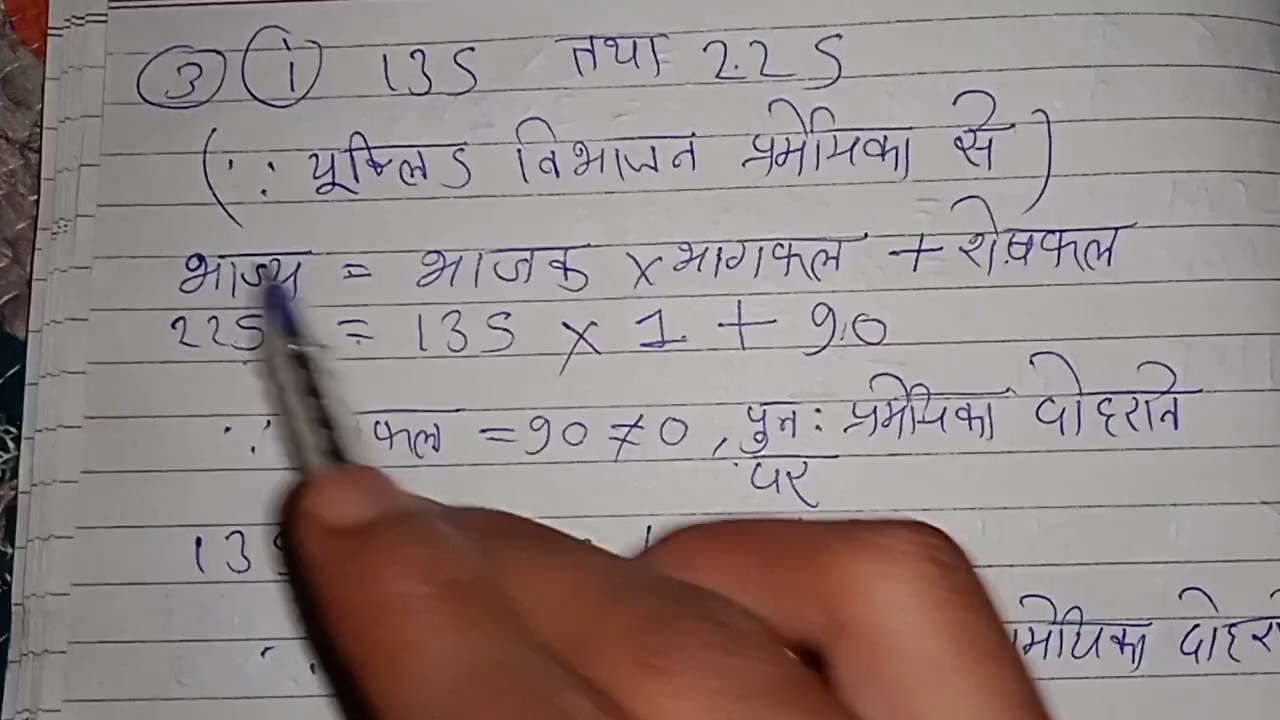 ③ ⓘ 135 तथा 225
(∵ यूक्लिड विभाजन प्रमेयिका से)
भाज्य = भाजक × भागफल + शेषफल
225 = 135 × 1 + 90
∵ फल = 90 ≠ 0, पुनः प्रमेयिका दोहराने
पर
13
दोहरा